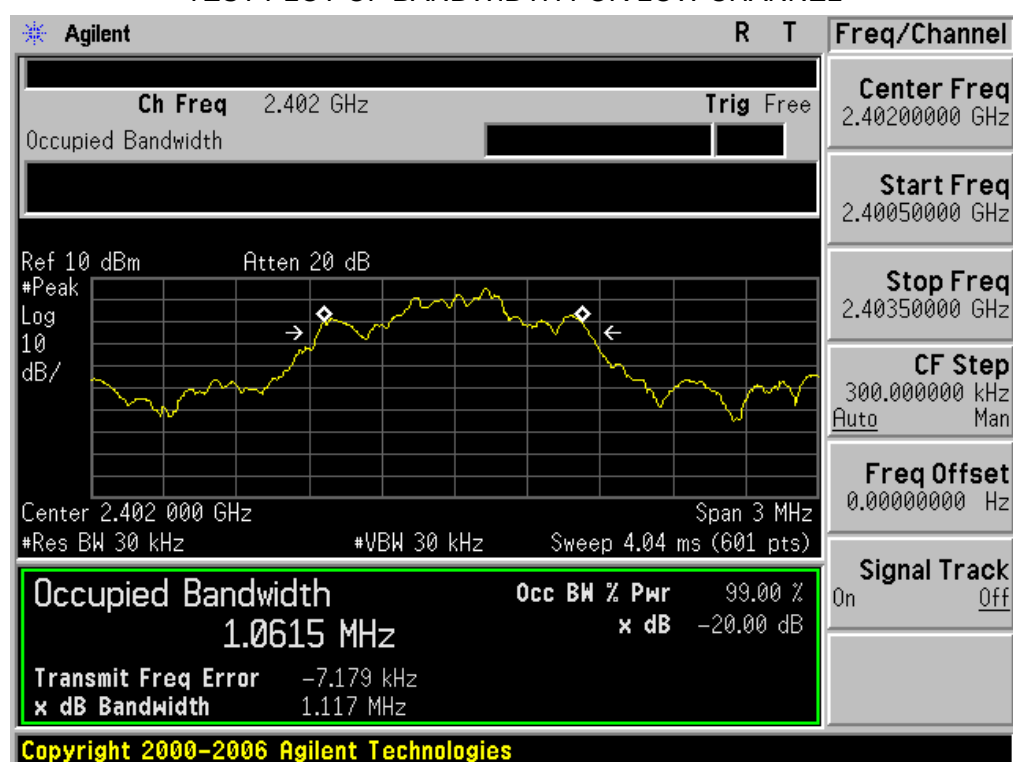 Agilent R T Freq/Channel
Ch Freq 2.402 GHz Trig Free
Occupied Bandwidth
Center Freq
2.40200000 GHz
Start Freq
2.40050000 GHz
Stop Freq
2.40350000 GHz
CF Step
300.000000 kHz
Auto Man
Freq Offset
0.00000000 Hz
Signal Track
On Off
Ref 10 dBm Atten 20 dB
#Peak
Log
10
dB/
Center 2.402 000 GHz Span 3 MHz
#Res BW 30 kHz #VBW 30 kHz Sweep 4.04 ms (601 pts)
Occupied Bandwidth Occ BW % Pwr 99.00 %
1.0615 MHz x dB -20.00 dB
Transmit Freq Error -7.179 kHz
x dB Bandwidth 1.117 MHz
Copyright 2000-2006 Agilent Technologies